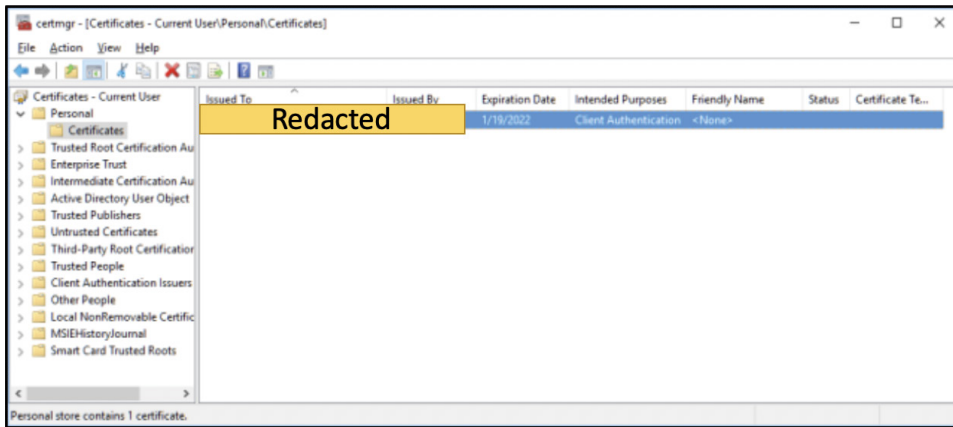 certmgr - [Certificates - Current User\Personal\Certificates]
File Action View Help
Certificates - Current User
Personal
Certificates
Trusted Root Certification Au
Enterprise Trust
Intermediate Certification Au
Active Directory User Object
Trusted Publishers
Untrusted Certificates
Third-Party Root Certification
Trusted People
Client Authentication Issuers
Other People
Local NonRemovable Certific
MSIEHistoryJournal
Smart Card Trusted Roots
Issued To Issued By Expiration Date Intended Purposes Friendly Name Status Certificate Te...
Redacted 1/19/2022 Client Authentication <None>
Personal store contains 1 certificate.